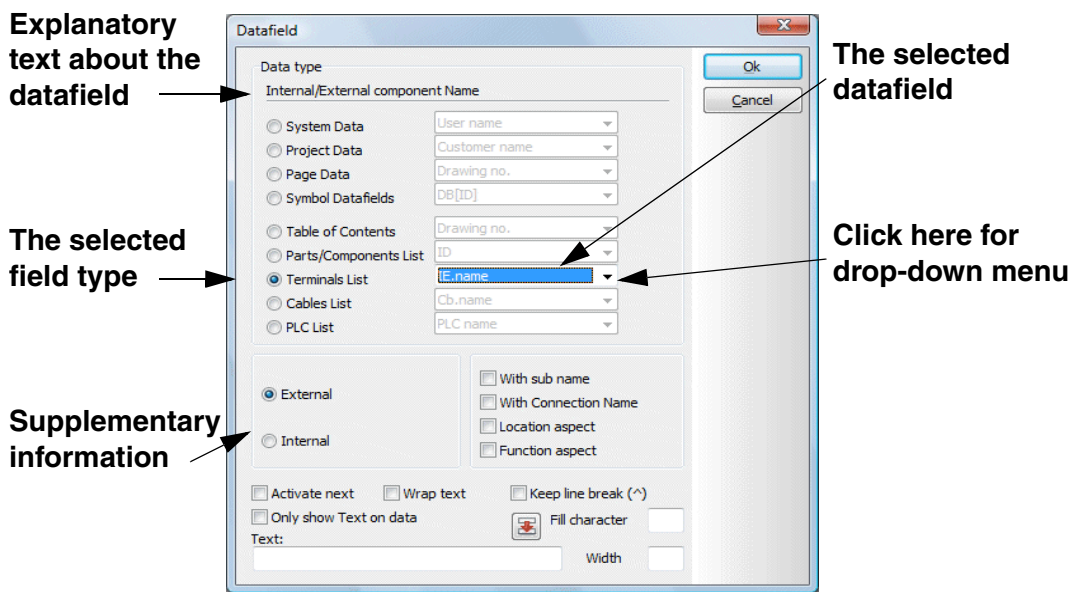 Explanatory
text about the
datafield
The selected
field type
Supplementary
information
Datafield
Data type
Internal/External component Name
System Data User name
Project Data Customer name
Page Data Drawing no.
Symbol Datafields DB[ID]
Table of Contents Drawing no.
Parts/Components List ID
Terminals List IE.name
Cables List Cb.name
PLC List PLC name
External
Internal
With sub name
With Connection Name
Location aspect
Function aspect
Activate next Wrap text Keep line break (^)
Only show Text on data Fill character
Text:
Width
Ok
Cancel
The selected
datafield
Click here for
drop-down menu